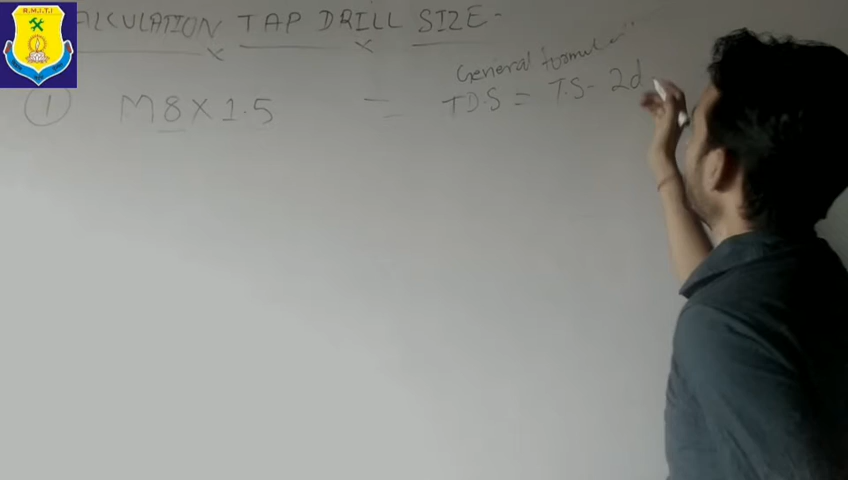 R.M.I.T.I
ALCULATION TAP DRILL SIZE-
General formula
① M8×1.5 = T.D.S = T.S- 2d